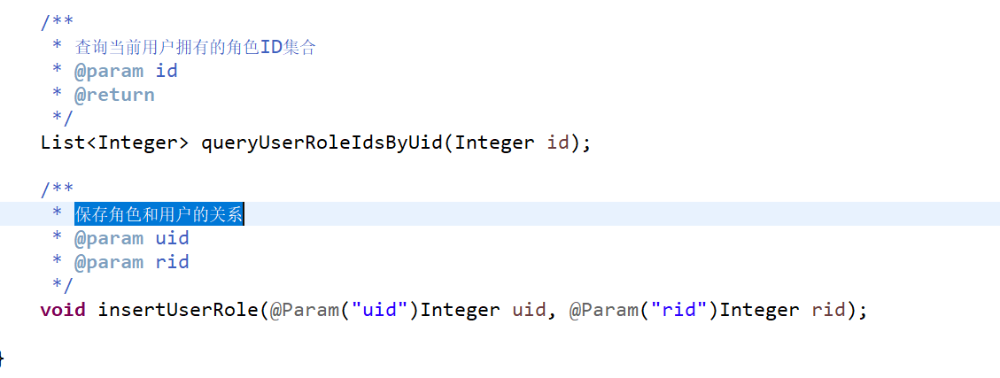 /**
 * 查询当前用户拥有的角色ID集合
 * @param id
 * @return
 */
List<Integer> queryUserRoleIdsByUid(Integer id);
/**
 * 保存角色和用户的关系
 * @param uid
 * @param rid
 */
void insertUserRole(@Param("uid")Integer uid, @Param("rid")Integer rid);
}